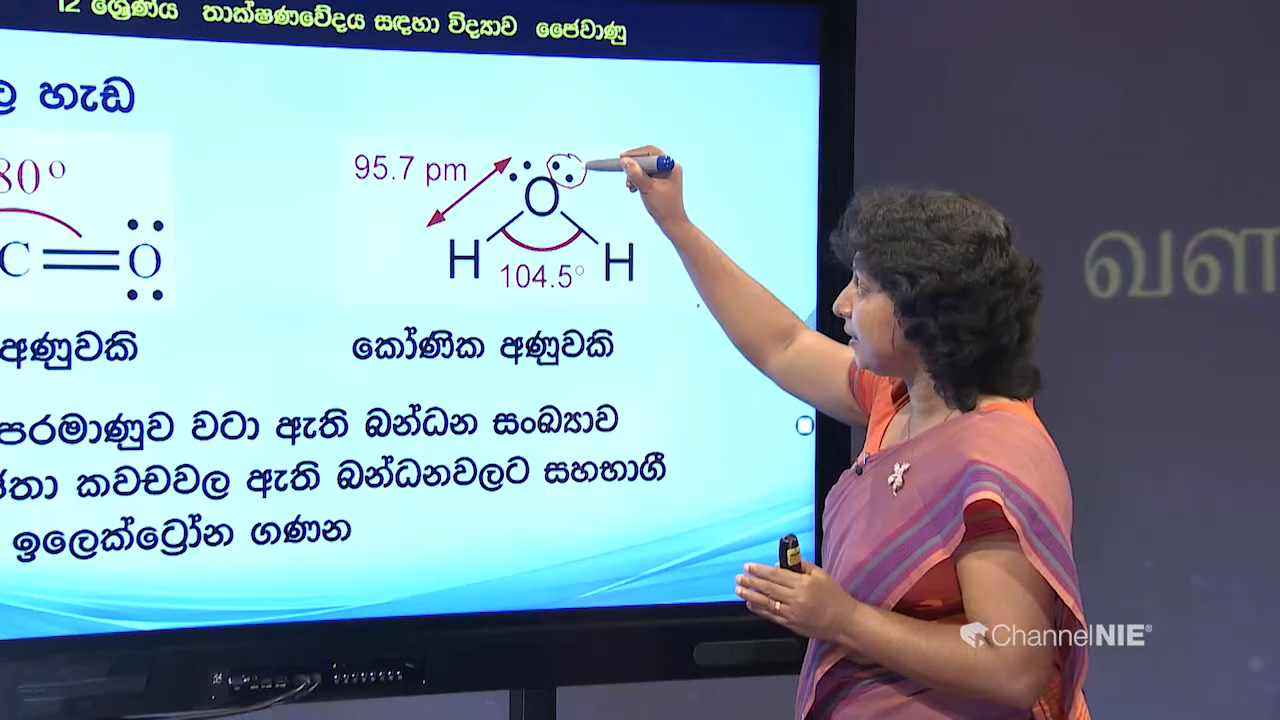 12 ශ්‍රේණිය තාක්ෂණවේදය සඳහා විද්‍යාව ජෛවාණු
හැඩ
80°
95.7 pm
O
C
O
H
H
104.5°
අණුවකි
කෝණික අණුවකි
පරමාණුව වටා ඇති බන්ධන සංඛ්‍යාව
කවචවල ඇති බන්ධනවලට සහභාගී
ඉලෙක්ට්‍රෝන ගණන
வள
ChannelNIE®